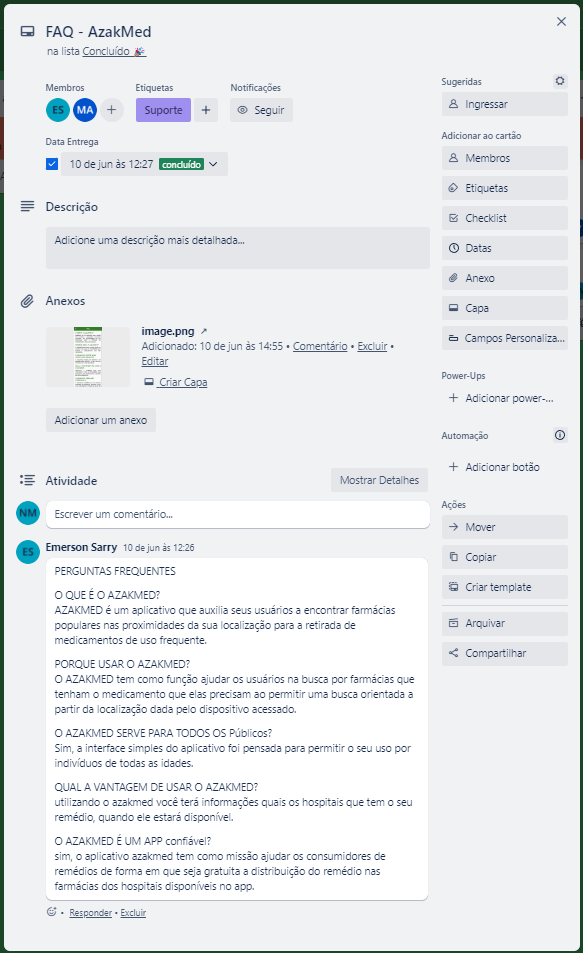 FAQ - AzakMed
na lista Concluído 🎉
Membros
Etiquetas
Notificações
ES
MA
Suporte
Seguir
Data Entrega
10 de jun às 12:27 concluído
Descrição
Adicione uma descrição mais detalhada...
Anexos
image.png ↗
Adicionado: 10 de jun às 14:55 • Comentário • Excluir •
Editar
Criar Capa
Adicionar um anexo
Atividade
Mostrar Detalhes
NM
Escrever um comentário...
ES
Emerson Sarry 10 de jun às 12:26
PERGUNTAS FREQUENTES
O QUE É O AZAKMED?
AZAKMED é um aplicativo que auxilia seus usuários a encontrar farmácias
populares nas proximidades da sua localização para a retirada de
medicamentos de uso frequente.
PORQUE USAR O AZAKMED?
O AZAKMED tem como função ajudar os usuários na busca por farmácias que
tenham o medicamento que elas precisam ao permitir uma busca orientada a
partir da localização dada pelo dispositivo acessado.
O AZAKMED SERVE PARA TODOS OS Públicos?
Sim, a interface simples do aplicativo foi pensada para permitir o seu uso por
indivíduos de todas as idades.
QUAL A VANTAGEM DE USAR O AZAKMED?
utilizando o azakmed você terá informações quais os hospitais que tem o seu
remédio, quando ele estará disponível.
O AZAKMED É UM APP confiável?
sim, o aplicativo azakmed tem como missão ajudar os consumidores de
remédios de forma em que seja gratuita a distribuição do remédio nas
farmácias dos hospitais disponíveis no app.
• Responder • Excluir
Sugeridas
Ingressar
Adicionar ao cartão
Membros
Etiquetas
Checklist
Datas
Anexo
Capa
Campos Personaliza...
Power-Ups
Adicionar power-...
Automação
Adicionar botão
Ações
Mover
Copiar
Criar template
Arquivar
Compartilhar